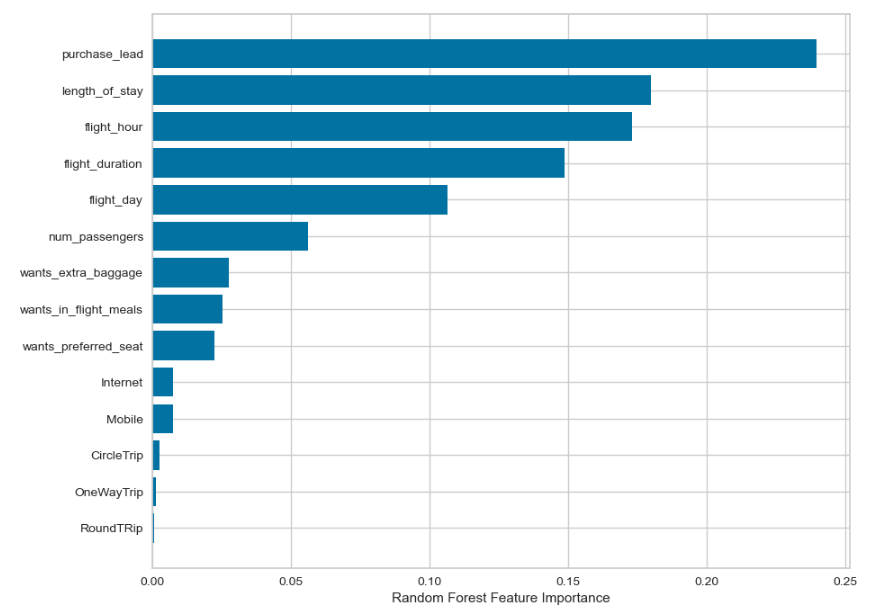 purchase_lead
length_of_stay
flight_hour
flight_duration
flight_day
num_passengers
wants_extra_baggage
wants_in_flight_meals
wants_preferred_seat
Internet
Mobile
CircleTrip
OneWayTrip
RoundTRip
0.00 0.05 0.10 0.15 0.20 0.25
Random Forest Feature Importance